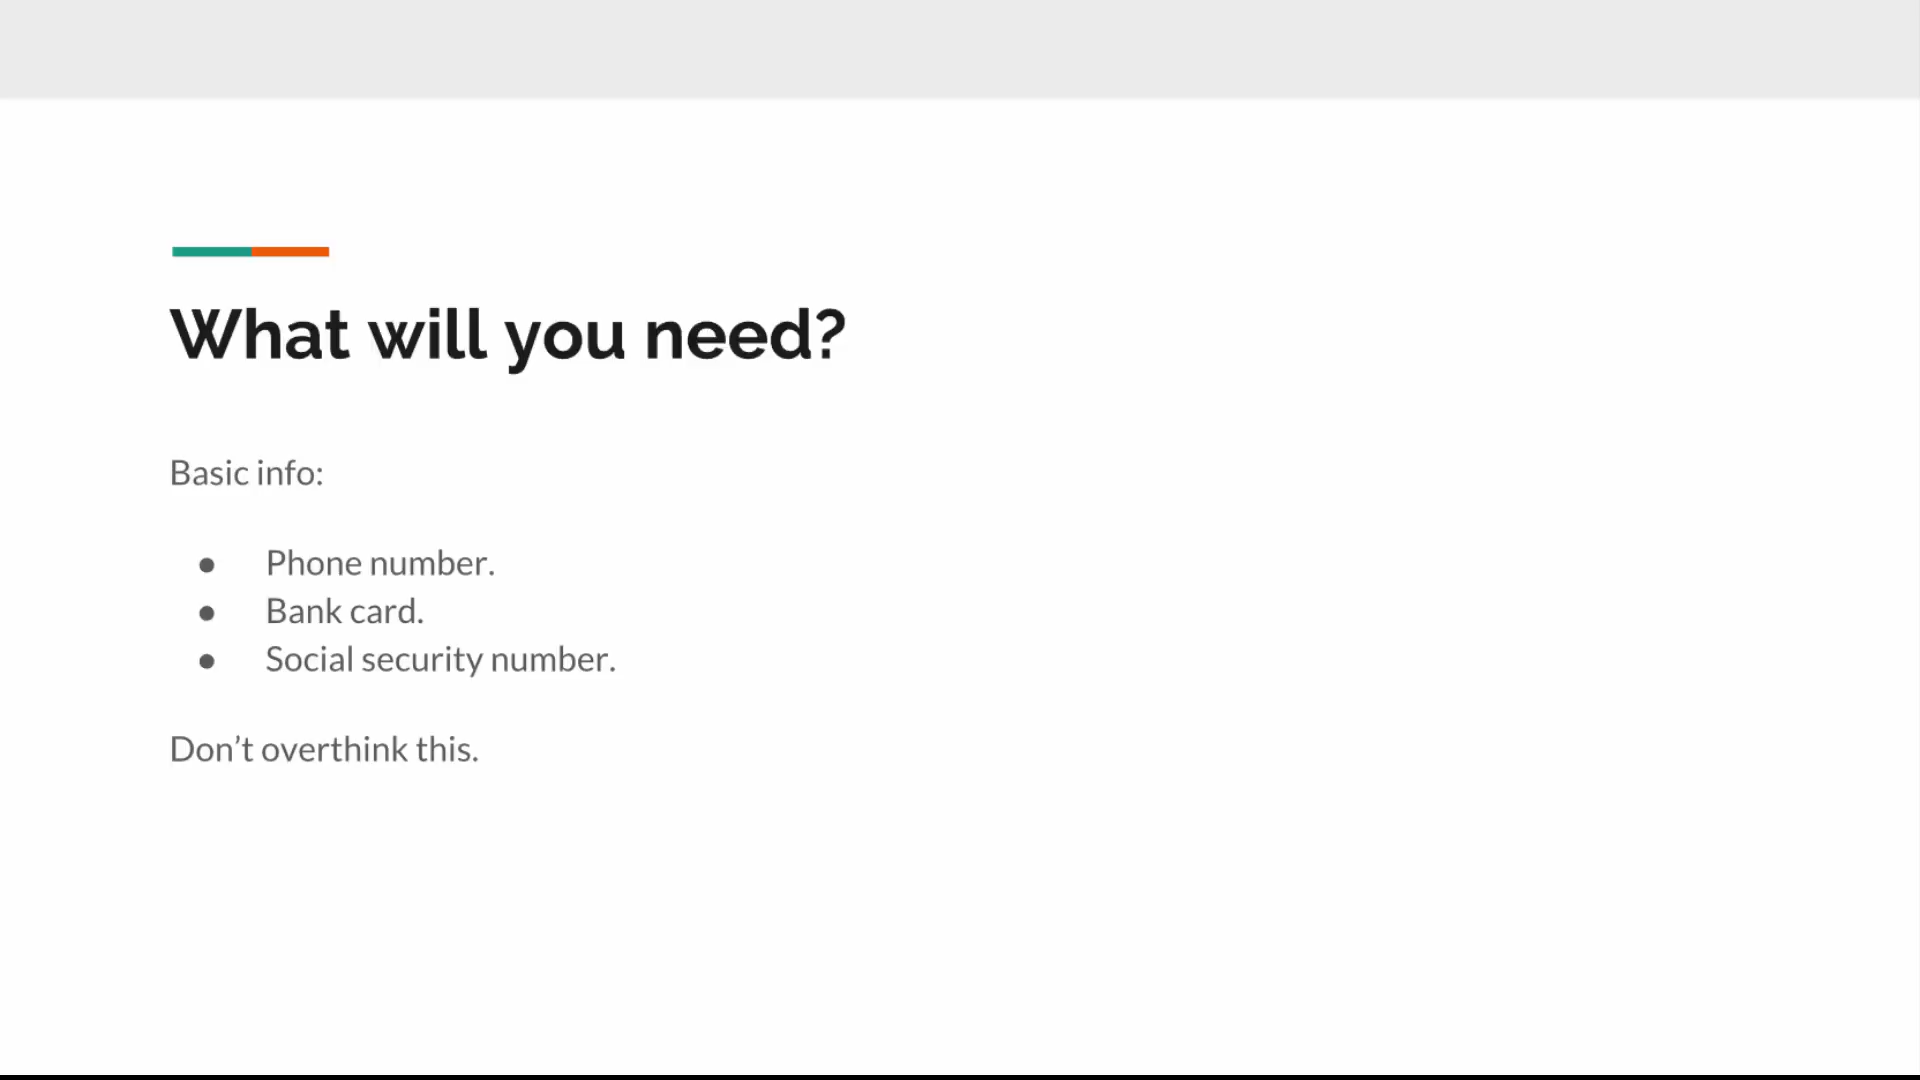 What will you need?
Basic info:
● Phone number.
● Bank card.
● Social security number.
Don’t overthink this.